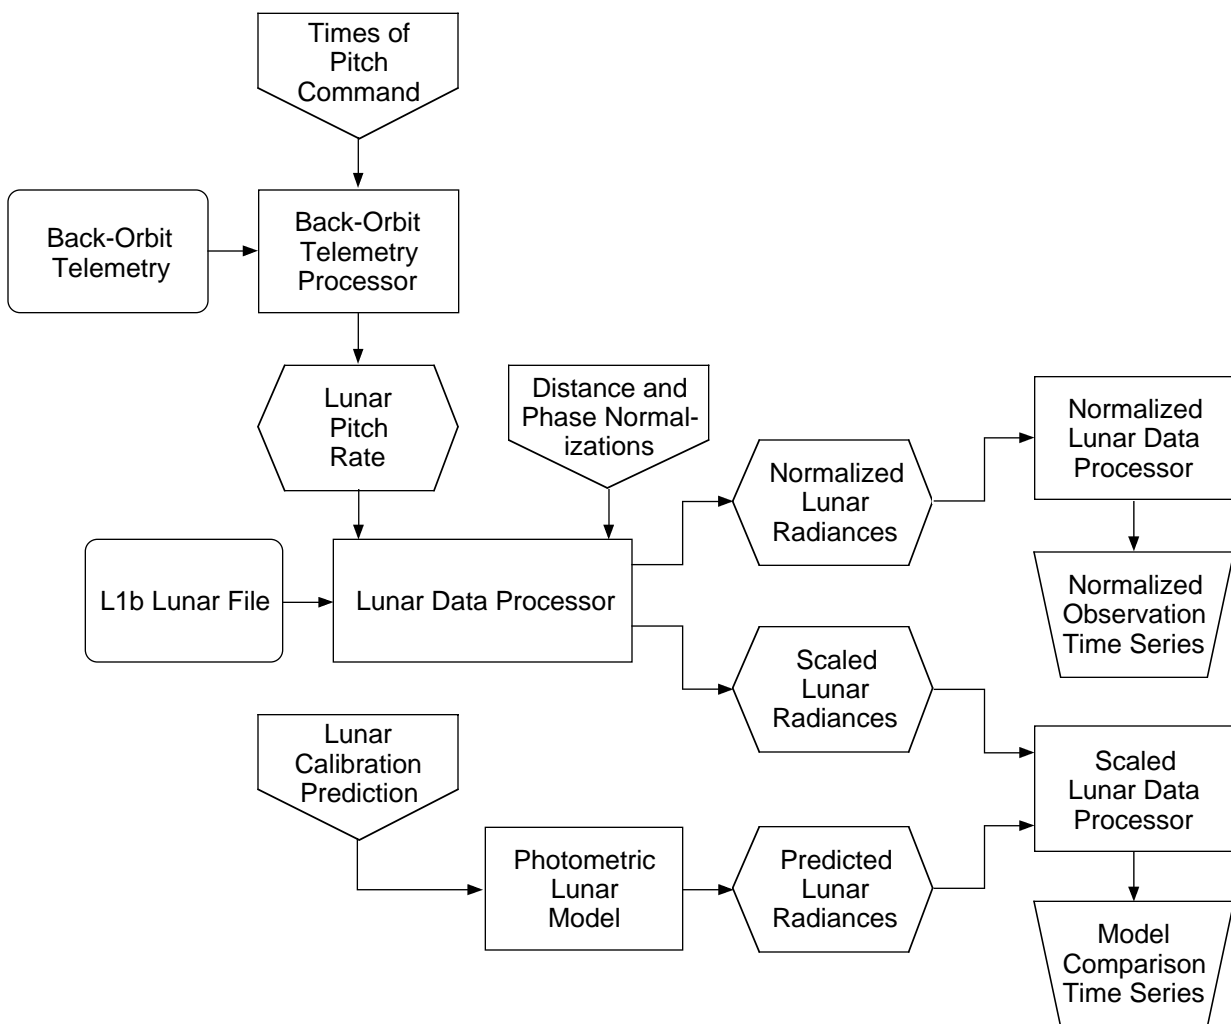 Times of
Pitch
Command
Back-Orbit
Telemetry
Back-Orbit
Telemetry
Processor
Lunar
Pitch
Rate
Distance and
Phase Normal-
izations
Normalized
Lunar
Radiances
Normalized
Lunar Data
Processor
L1b Lunar File
Lunar Data Processor
Normalized
Observation
Time Series
Scaled
Lunar
Radiances
Lunar
Calibration
Prediction
Scaled
Lunar Data
Processor
Photometric
Lunar
Model
Predicted
Lunar
Radiances
Model
Comparison
Time Series